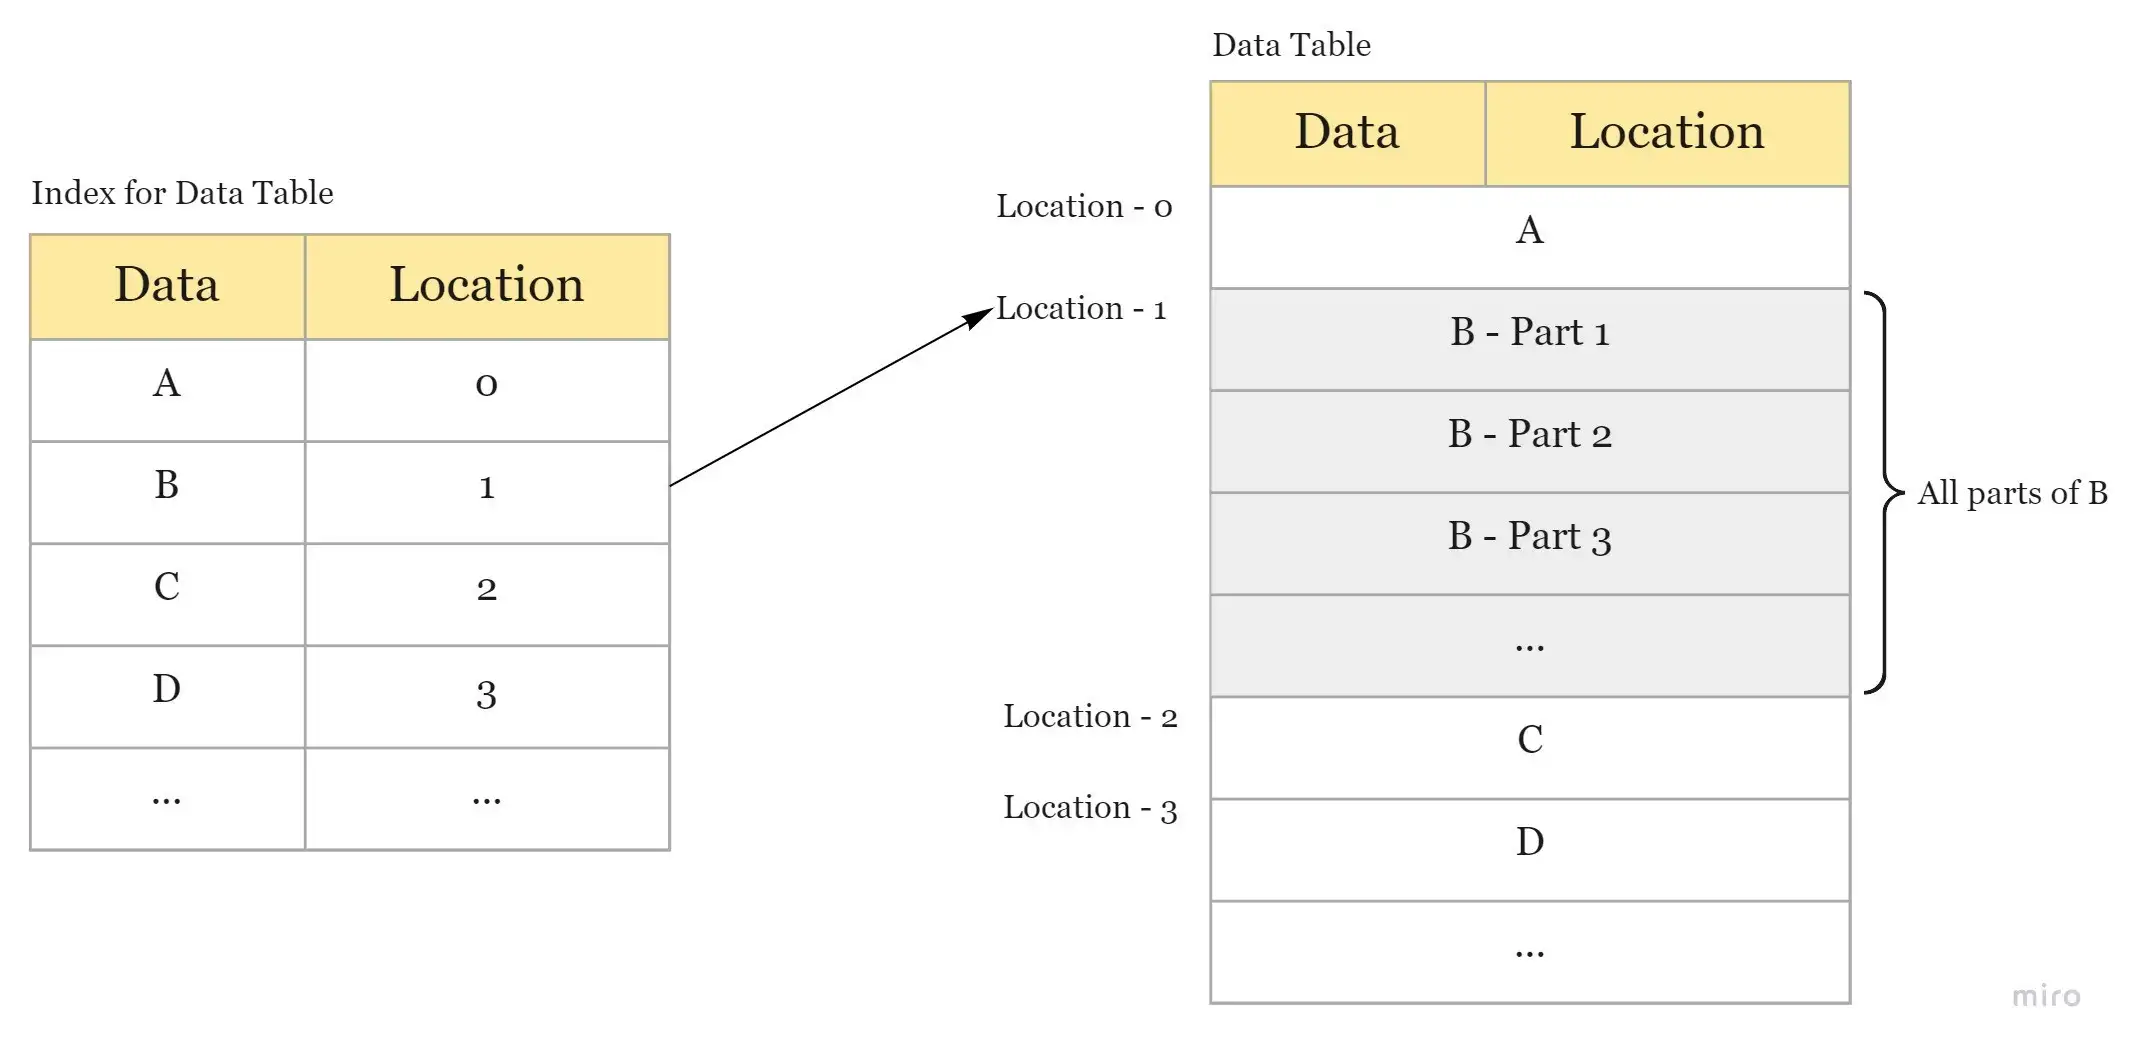 Index for Data Table
Data Location
A 0
B 1
C 2
D 3
... ...
Data Table
Data Location
Location - 0
A
Location - 1
B - Part 1
B - Part 2
B - Part 3
...
All parts of B
Location - 2
C
Location - 3
D
...
miro